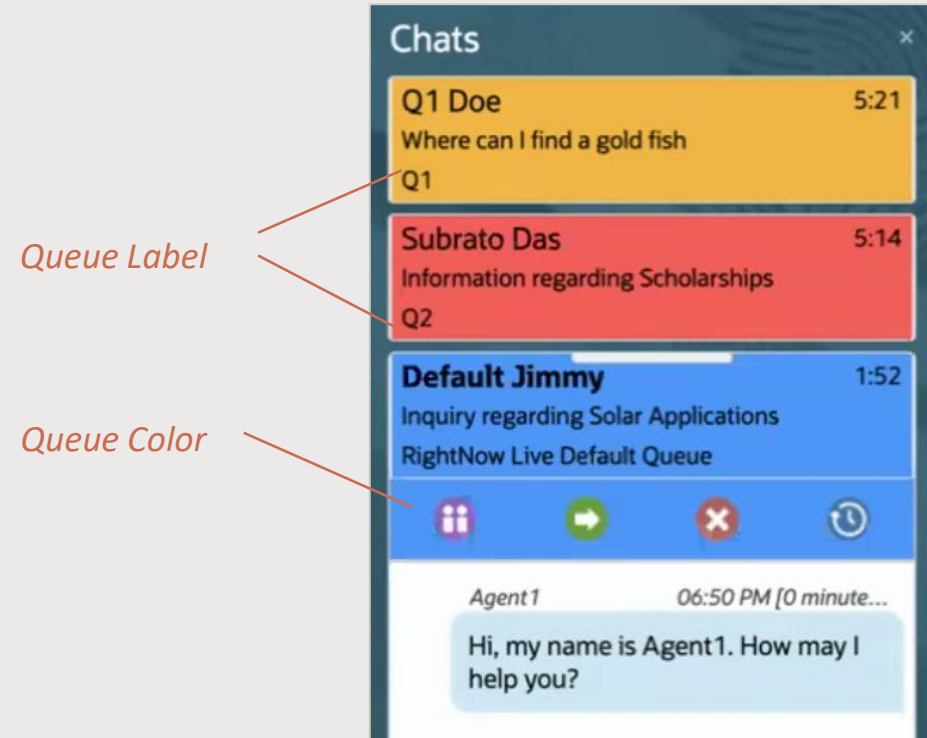 Chats
Q1 Doe 5:21
Where can I find a gold fish
Q1
Queue Label
Subrato Das 5:14
Information regarding Scholarships
Q2
Default Jimmy 1:52
Inquiry regarding Solar Applications
Queue Color
RightNow Live Default Queue
Agent1 06:50 PM [0 minute...
Hi, my name is Agent1. How may I
help you?